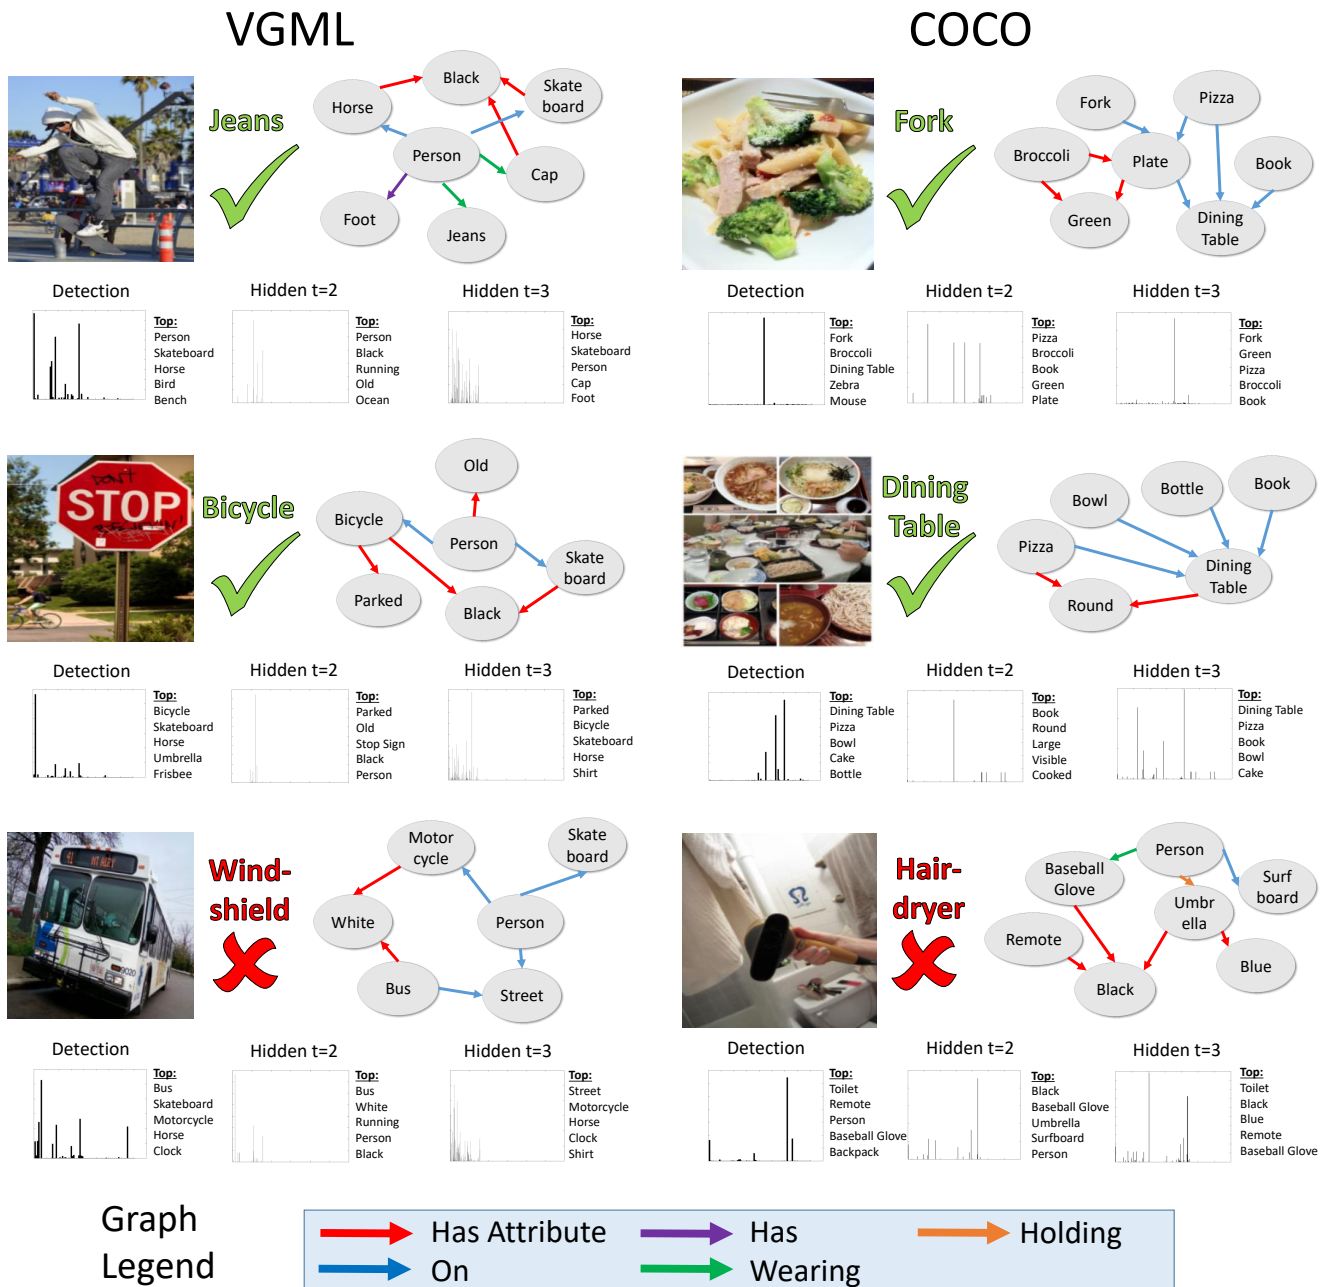 VGML
COCO
Jeans
Horse
Black
Skate
board
Person
Cap
Foot
Jeans
Fork
Fork
Pizza
Broccoli
Plate
Book
Green
Dining
Table
Detection
Top:
Person
Skateboard
Horse
Bird
Bench
Hidden t=2
Top:
Person
Black
Running
Old
Ocean
Hidden t=3
Top:
Horse
Skateboard
Person
Cap
Foot
Detection
Top:
Fork
Broccoli
Dining Table
Zebra
Mouse
Hidden t=2
Top:
Pizza
Broccoli
Book
Green
Plate
Hidden t=3
Top:
Fork
Green
Pizza
Broccoli
Book
DON'T
STOP
Bicycle
Old
Bicycle
Person
Skate
board
Parked
Black
Dining
Table
Bowl
Bottle
Book
Pizza
Dining
Table
Round
Detection
Top:
Bicycle
Skateboard
Horse
Umbrella
Frisbee
Hidden t=2
Top:
Parked
Old
Stop Sign
Black
Person
Hidden t=3
Top:
Parked
Bicycle
Skateboard
Horse
Shirt
Detection
Top:
Dining Table
Pizza
Bowl
Cake
Bottle
Hidden t=2
Top:
Book
Round
Large
Visible
Cooked
Hidden t=3
Top:
Dining Table
Pizza
Book
Bowl
Cake
9020
Wind-
shield
Motor
cycle
Skate
board
White
Person
Bus
Street
Hair-
dryer
Person
Baseball
Glove
Surf
board
Umbr
ella
Remote
Blue
Black
Detection
Top:
Bus
Skateboard
Motorcycle
Horse
Clock
Hidden t=2
Top:
Bus
White
Running
Person
Black
Hidden t=3
Top:
Street
Motorcycle
Horse
Clock
Shirt
Detection
Top:
Toilet
Remote
Person
Baseball Glove
Backpack
Hidden t=2
Top:
Black
Baseball Glove
Umbrella
Surfboard
Person
Hidden t=3
Top:
Toilet
Black
Blue
Remote
Baseball Glove
Graph
Legend
Has Attribute
Has
Holding
On
Wearing